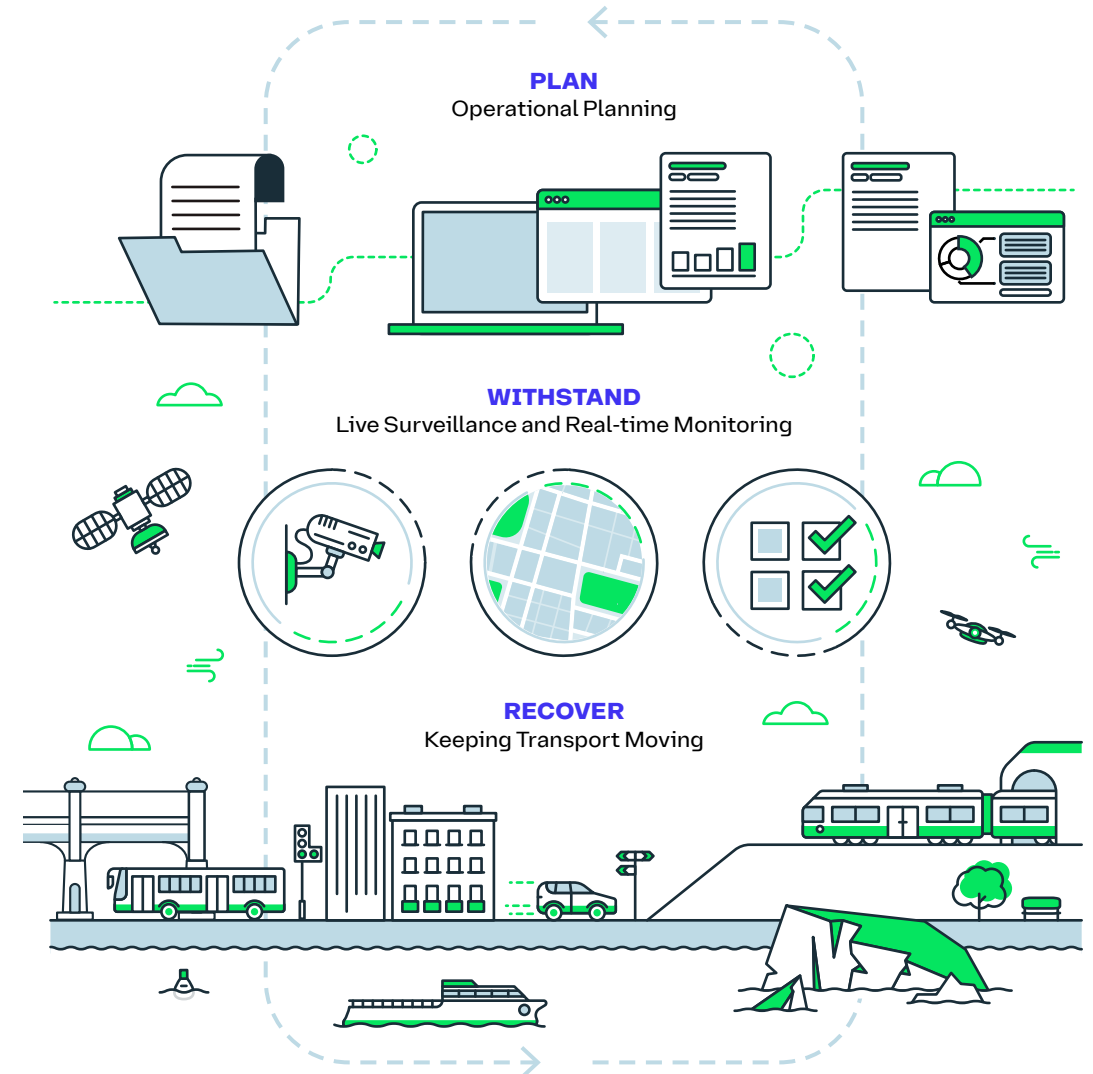 PLAN
Operational Planning
WITHSTAND
Live Surveillance and Real-time Monitoring
RECOVER
Keeping Transport Moving